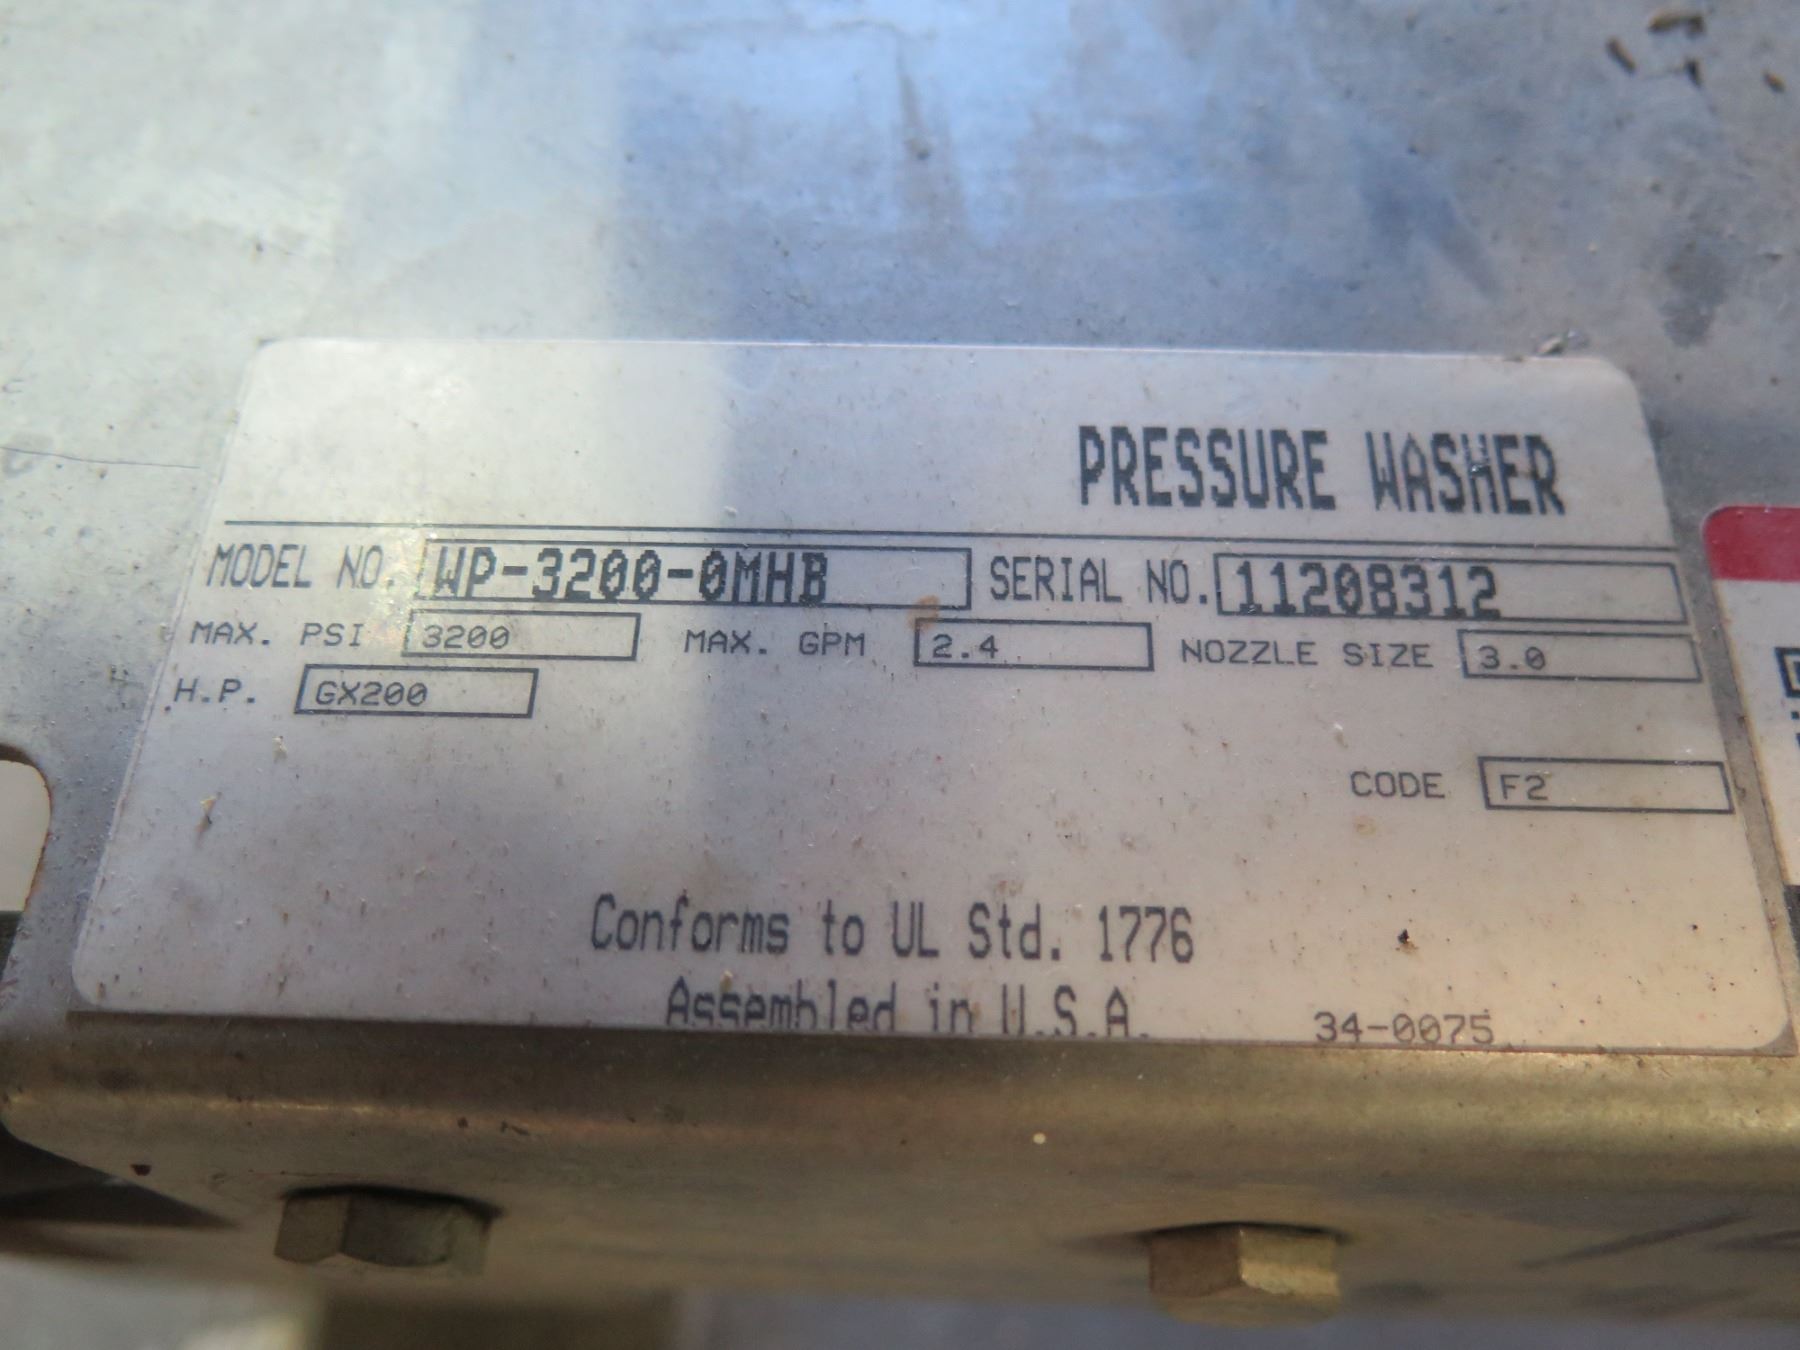 PRESSURE WASHER
MODEL NO. WP-3200-0MHB SERIAL NO. 11208312
MAX. PSI 3200 MAX. GPM 2.4 NOZZLE SIZE 3.0
H.P. GX200
CODE F2
Conforms to UL Std. 1776
Assembled in U.S.A.
34-0075